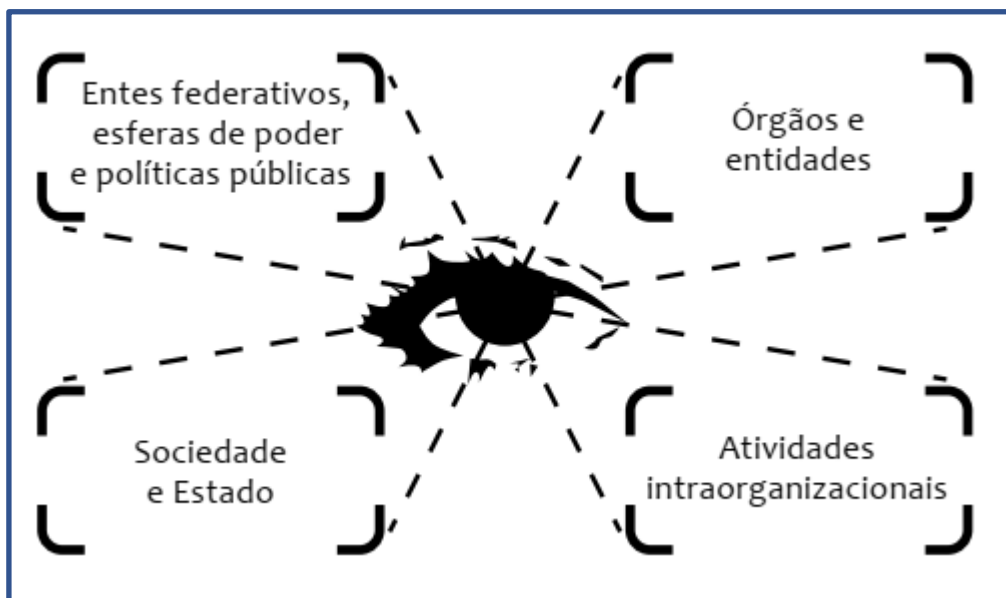 Entes federativos,
esferas de poder
e políticas públicas
Órgãos e
entidades
Sociedade
e Estado
Atividades
intraorganizacionais